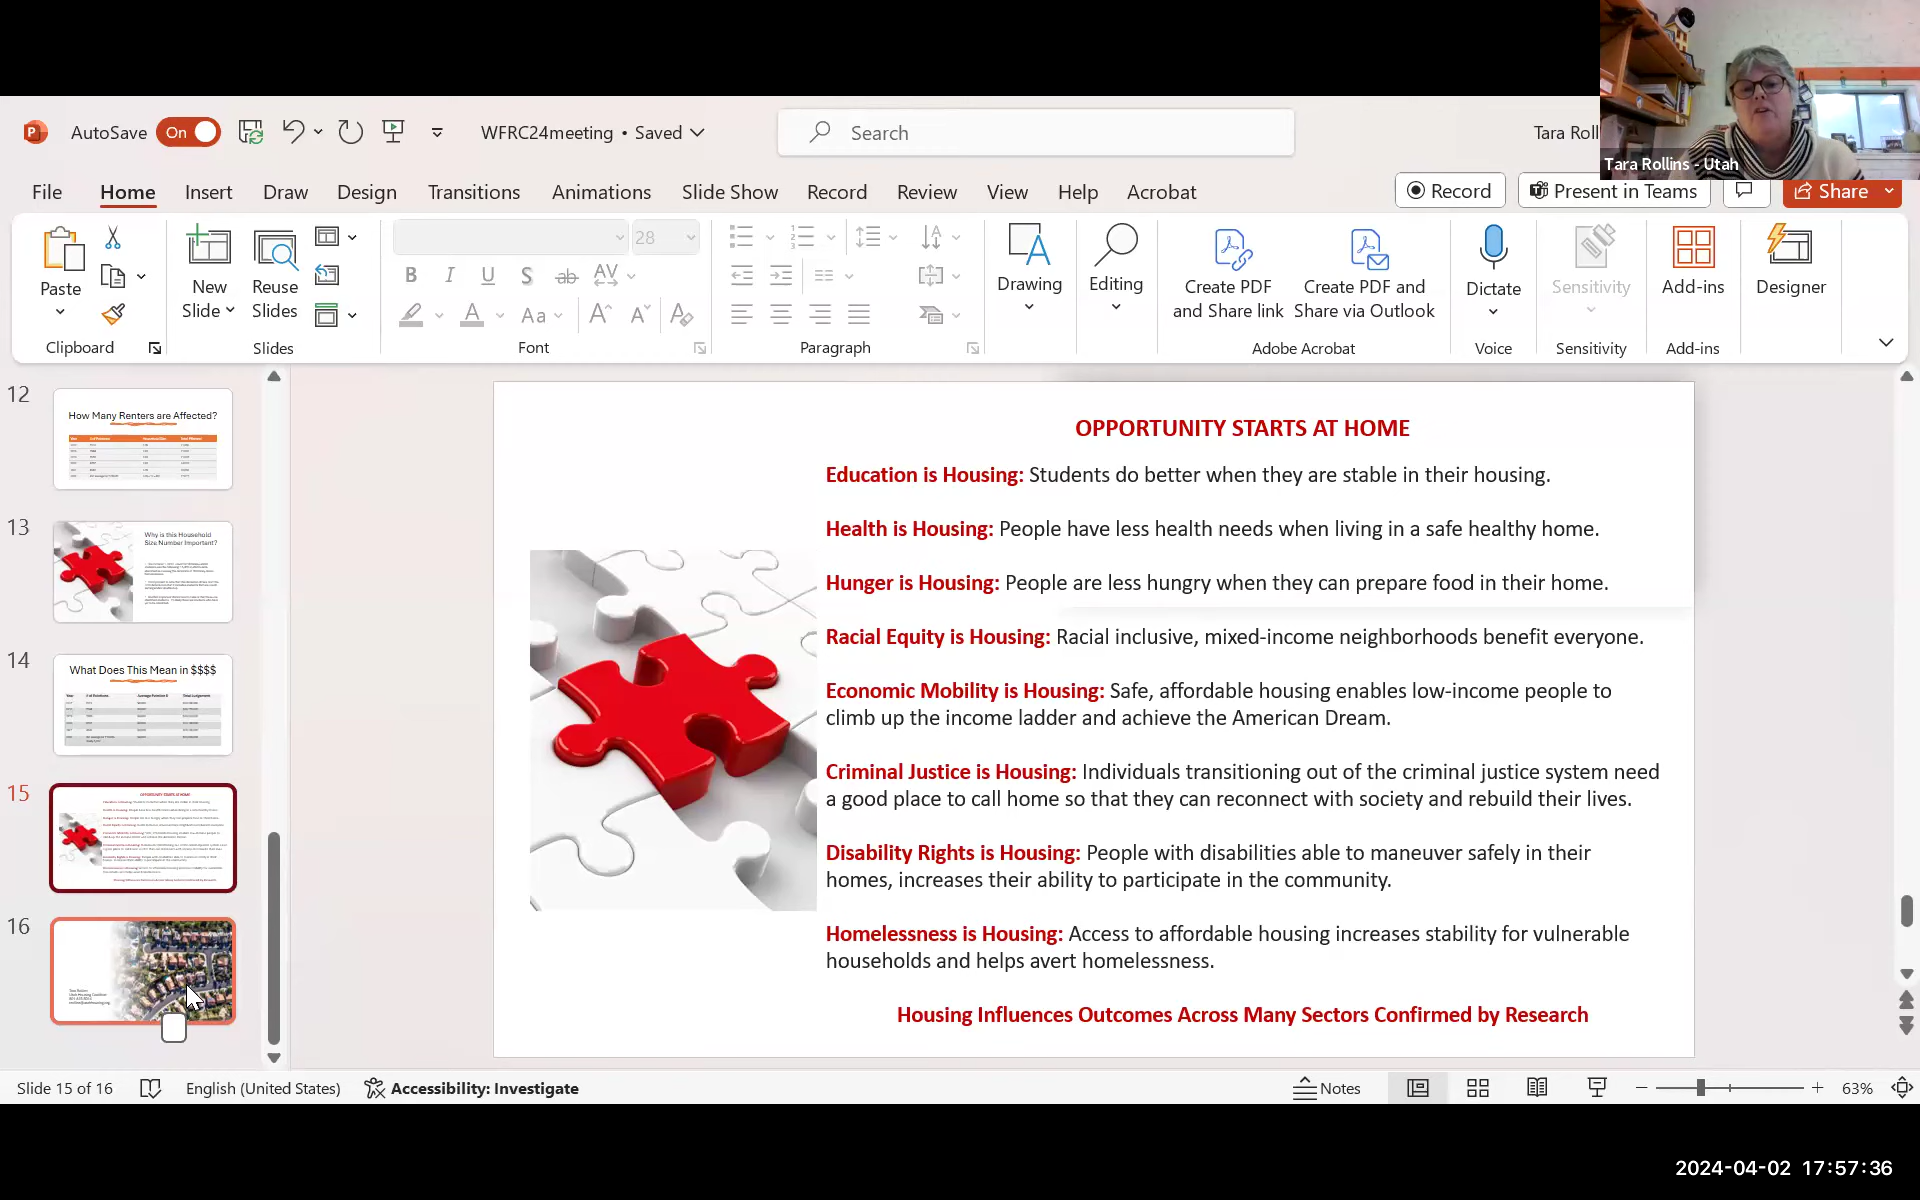 Tara Rollins - Utah
AutoSave On WFRC24meeting • Saved Search Tara Roll
File Home Insert Draw Design Transitions Animations Slide Show Record Review View Help Acrobat Record Present in Teams Share
Paste New Slide Reuse Slides 28 Drawing Editing Create PDF and Share link Create PDF and Share via Outlook Dictate Sensitivity Add-ins Designer
Clipboard Slides Font Paragraph Adobe Acrobat Voice Sensitivity Add-ins
12
How Many Renters are Affected?
13
Why is this Household
Size Number Important?
14
What Does This Mean in $$$$
15
OPPORTUNITY STARTS AT HOME
16
OPPORTUNITY STARTS AT HOME
Education is Housing: Students do better when they are stable in their housing.
Health is Housing: People have less health needs when living in a safe healthy home.
Hunger is Housing: People are less hungry when they can prepare food in their home.
Racial Equity is Housing: Racial inclusive, mixed-income neighborhoods benefit everyone.
Economic Mobility is Housing: Safe, affordable housing enables low-income people to
climb up the income ladder and achieve the American Dream.
Criminal Justice is Housing: Individuals transitioning out of the criminal justice system need
a good place to call home so that they can reconnect with society and rebuild their lives.
Disability Rights is Housing: People with disabilities able to maneuver safely in their
homes, increases their ability to participate in the community.
Homelessness is Housing: Access to affordable housing increases stability for vulnerable
households and helps avert homelessness.
Housing Influences Outcomes Across Many Sectors Confirmed by Research
Slide 15 of 16 English (United States) Accessibility: Investigate Notes 63%
2024-04-02 17:57:36